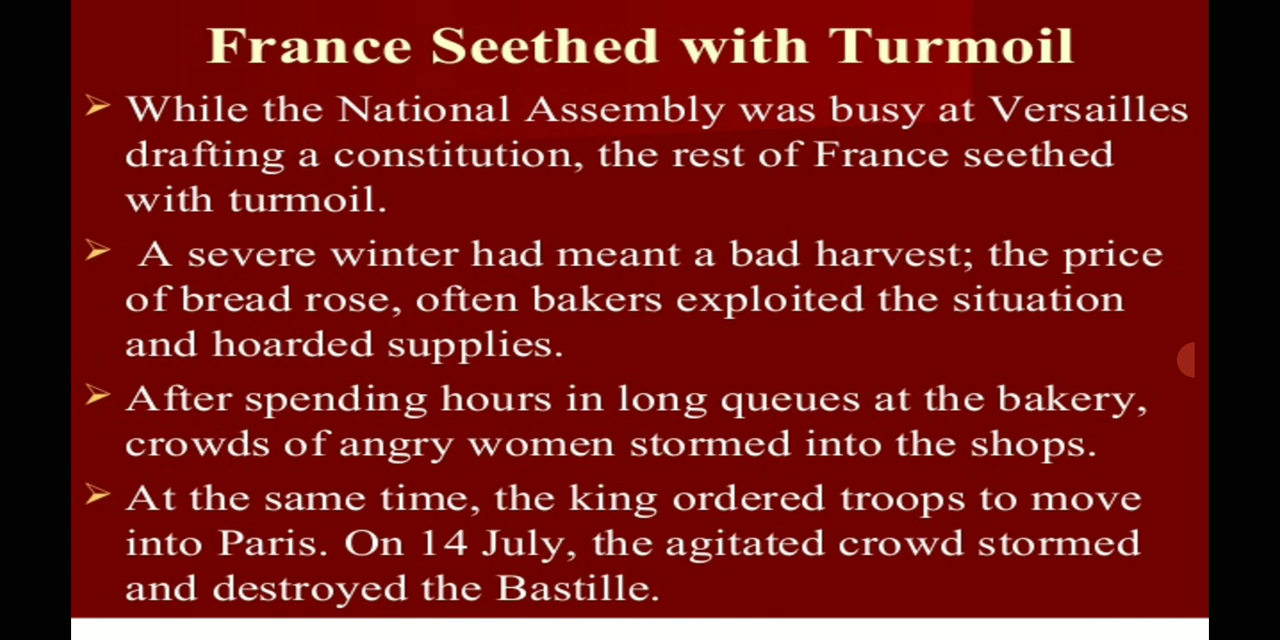 France Seethed with Turmoil
➢ While the National Assembly was busy at Versailles
drafting a constitution, the rest of France seethed
with turmoil.
➢ A severe winter had meant a bad harvest; the price
of bread rose, often bakers exploited the situation
and hoarded supplies.
➢ After spending hours in long queues at the bakery,
crowds of angry women stormed into the shops.
➢ At the same time, the king ordered troops to move
into Paris. On 14 July, the agitated crowd stormed
and destroyed the Bastille.